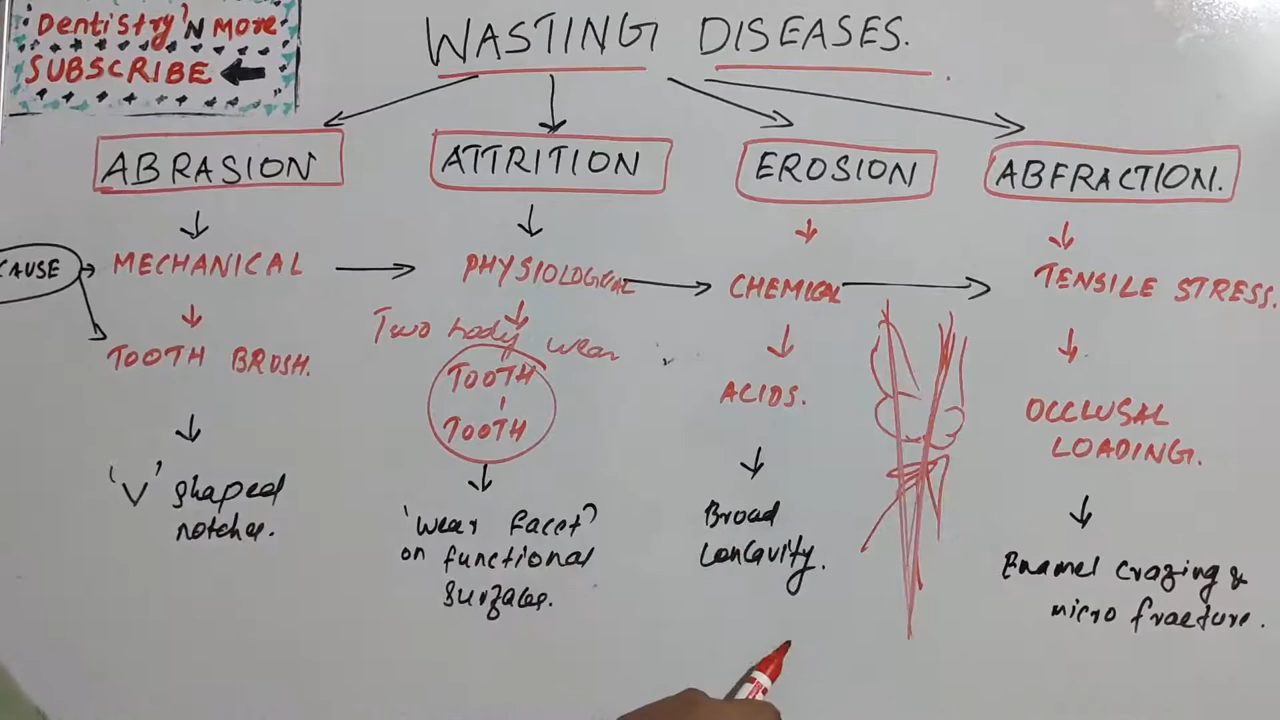 'Dentistry'N More
SUBSCRIBE
WASTING DISEASES.
ABRASION
ATTRITION
EROSION
ABFRACTION.
CAUSE
MECHANICAL
PHYSIOLOGICAL
CHEMICAL
TENSILE STRESS.
TOOTH BRUSH.
Two body wear
TOOTH
TOOTH
ACIDS.
OCCLUSAL
LOADING.
'V' shaped
notches.
'wear facet'
on functional
surfaces.
Broad
Concavity.
Enamel crazing &
micro fracture.